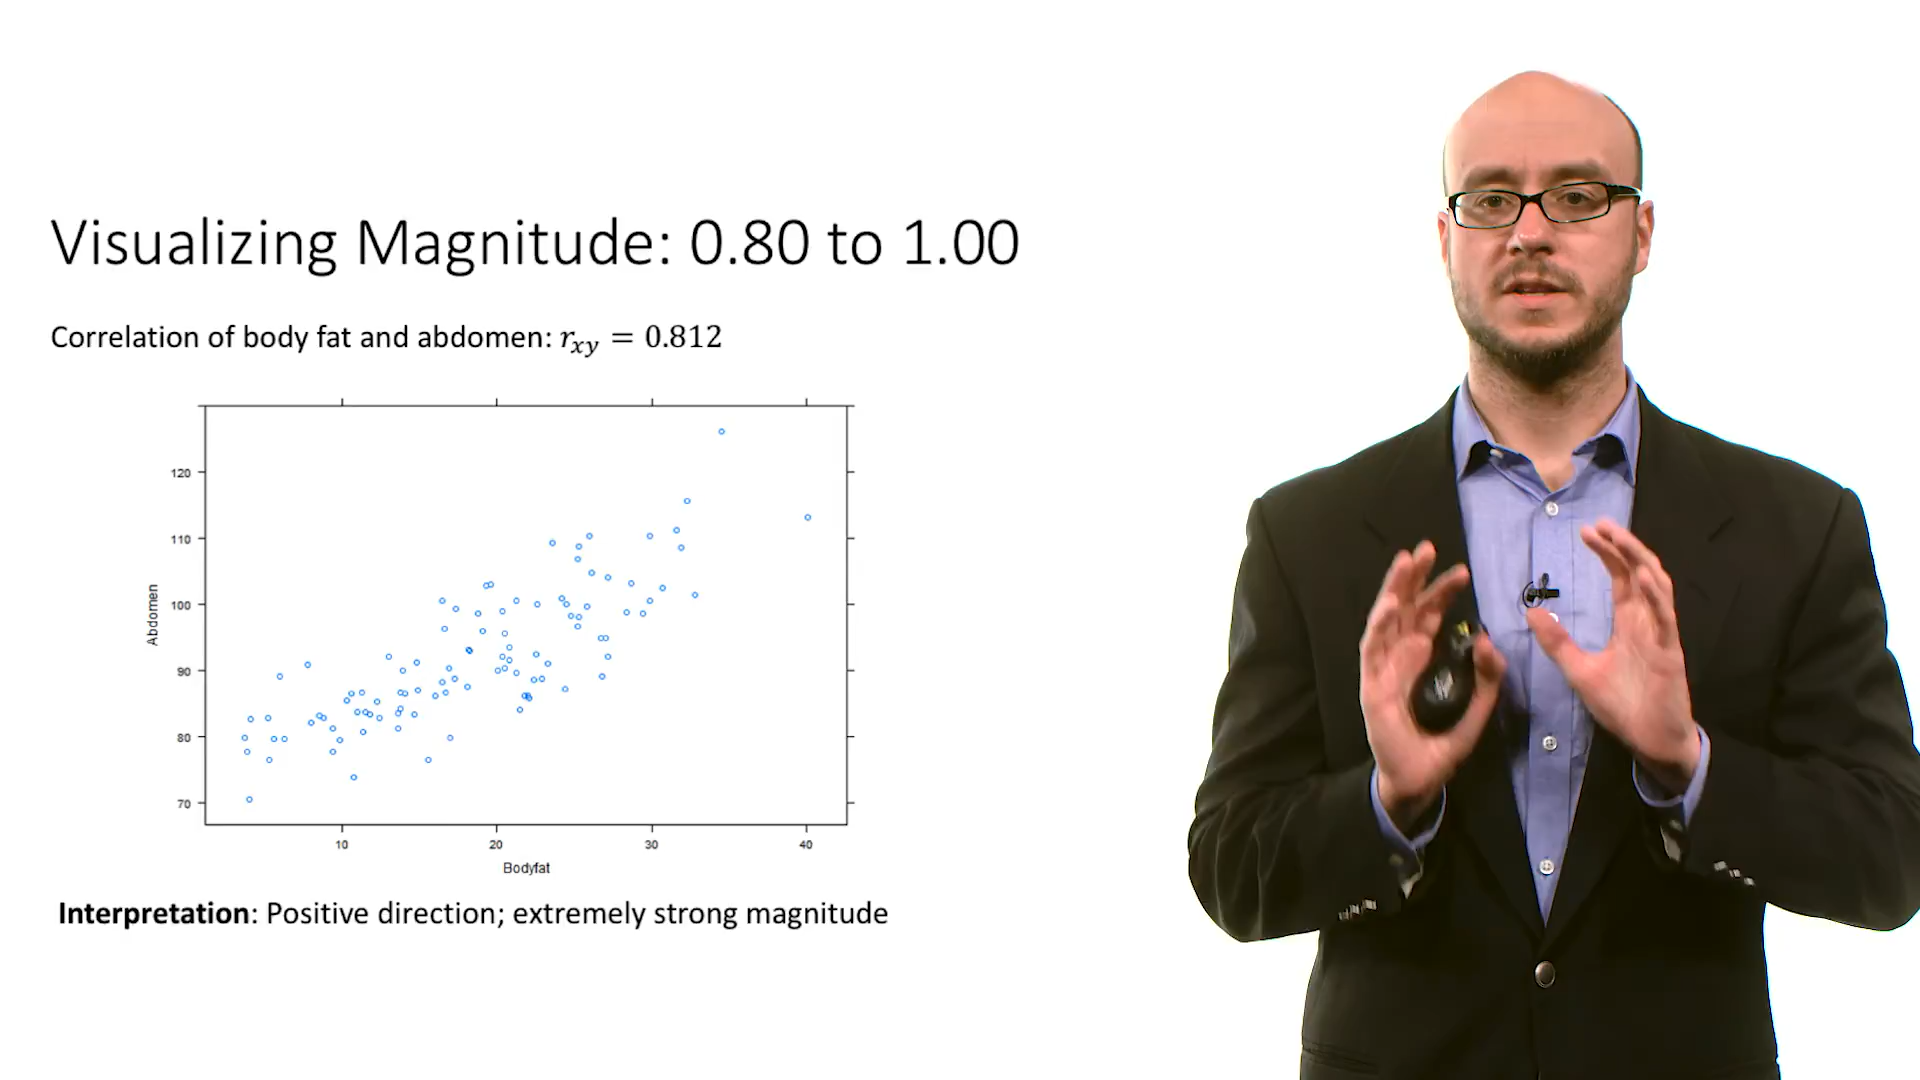 Visualizing Magnitude: 0.80 to 1.00
Correlation of body fat and abdomen: rxy = 0.812
120
110
100
90
80
70
Abdomen
10 20 30 40
Bodyfat
Interpretation: Positive direction; extremely strong magnitude